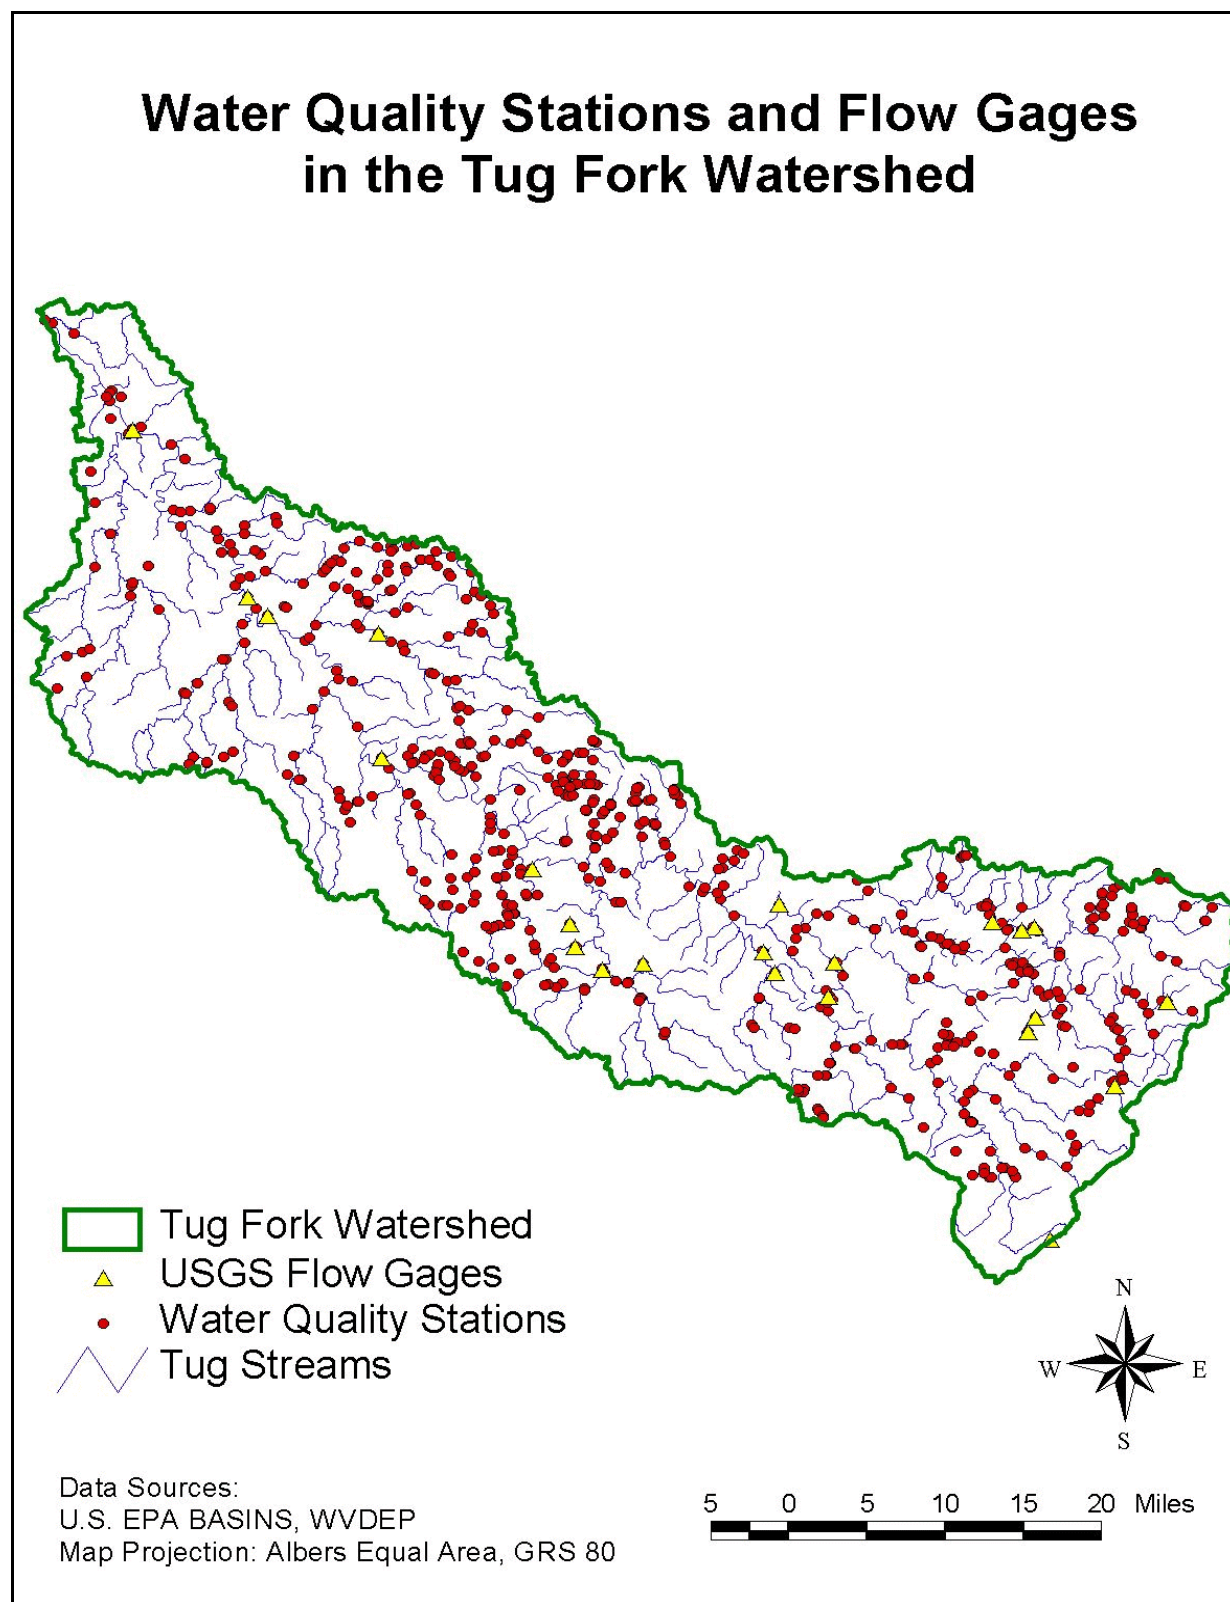 Water Quality Stations and Flow Gages
in the Tug Fork Watershed
Tug Fork Watershed
USGS Flow Gages
Water Quality Stations
Tug Streams
N
W E
S
Data Sources:
U.S. EPA BASINS, WVDEP
Map Projection: Albers Equal Area, GRS 80
5 0 5 10 15 20 Miles